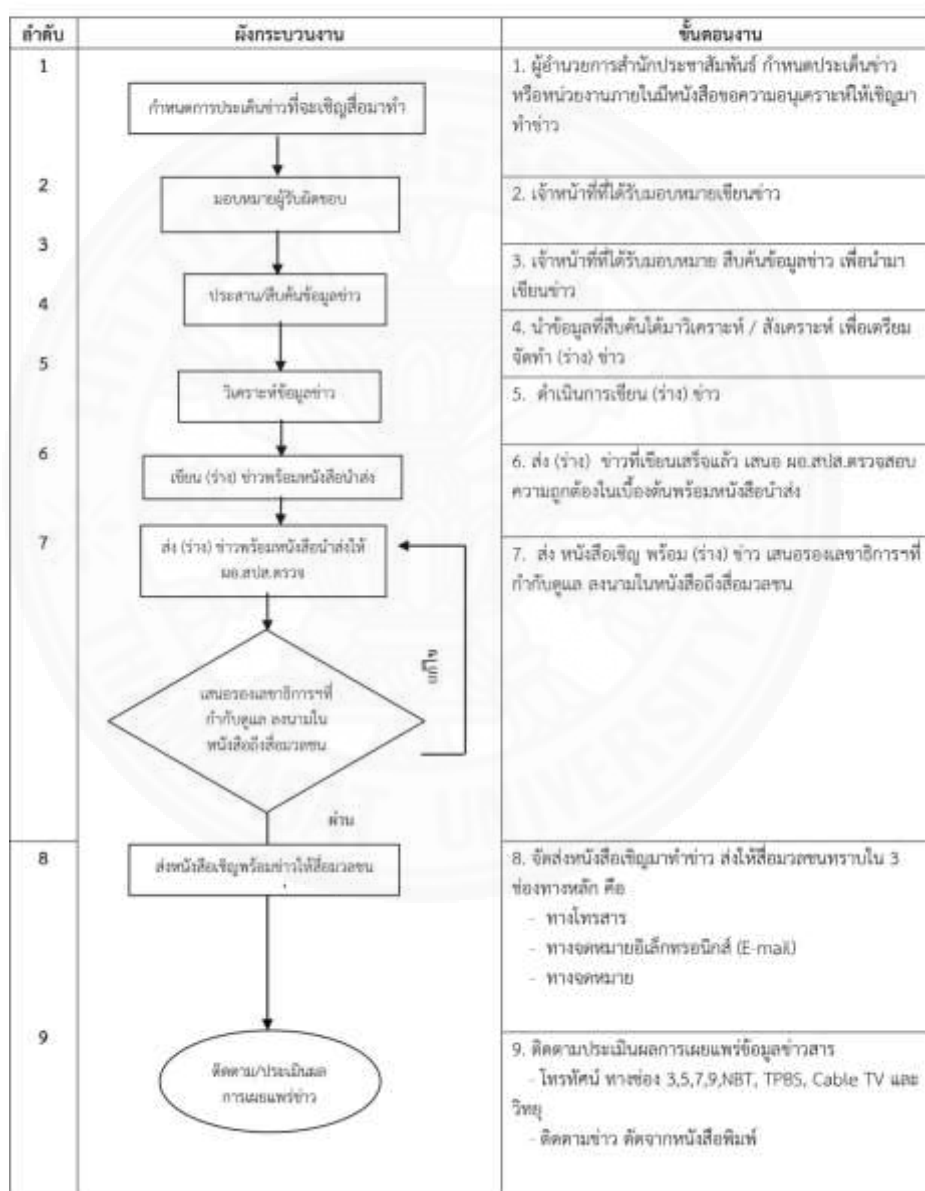 ลำดับ
ผังกระบวนงาน
ขั้นตอนงาน
1
กำหนดการประเด็นข่าวที่จะเชิญสื่อมาทำ
1. ผู้อำนวยการสำนักประชาสัมพันธ์ กำหนดประเด็นข่าว
หรือหน่วยงานภายในมีหนังสือขอความอนุเคราะห์ให้เชิญมา
ทำข่าว
2
มอบหมายผู้รับผิดชอบ
2. เจ้าหน้าที่ที่ได้รับมอบหมายเขียนข่าว
3
ประสาน/สืบค้นข้อมูลข่าว
3. เจ้าหน้าที่ที่ได้รับมอบหมาย สืบค้นข้อมูลข่าว เพื่อนำมา
เขียนข่าว
4
วิเคราะห์ข้อมูลข่าว
4. นำข้อมูลที่สืบค้นได้มาวิเคราะห์ / สังเคราะห์ เพื่อเตรียม
จัดทำ (ร่าง) ข่าว
5
เขียน (ร่าง) ข่าวพร้อมหนังสือนำส่ง
5. ดำเนินการเขียน (ร่าง) ข่าว
6
ส่ง (ร่าง) ข่าวพร้อมหนังสือนำส่งให้
ผอ.สปส.ตรวจ
6. ส่ง (ร่าง) ข่าวที่เขียนเสร็จแล้ว เสนอ ผอ.สปส.ตรวจสอบ
ความถูกต้องในเบื้องต้นพร้อมหนังสือนำส่ง
7
เสนอรองเลขาธิการฯที่
กำกับดูแล ลงนามใน
หนังสือถึงสื่อมวลชน
แก้ไข
ผ่าน
7. ส่ง หนังสือเชิญ พร้อม (ร่าง) ข่าว เสนอรองเลขาธิการฯที่
กำกับดูแล ลงนามในหนังสือถึงสื่อมวลชน
8
ส่งหนังสือเชิญพร้อมข่าวให้สื่อมวลชน
8. จัดส่งหนังสือเชิญมาทำข่าว ส่งให้สื่อมวลชนทราบใน 3
ช่องทางหลัก คือ
- ทางโทรสาร
- ทางจดหมายอิเล็กทรอนิกส์ (E-mail)
- ทางจดหมาย
9
ติดตาม/ประเมินผล
การเผยแพร่ข่าว
9. ติดตามประเมินผลการเผยแพร่ข้อมูลข่าวสาร
- โทรทัศน์ ทางช่อง 3,5,7,9,NBT, TPBS, Cable TV และ
วิทยุ
- ติดตามข่าว ตัดจากหนังสือพิมพ์